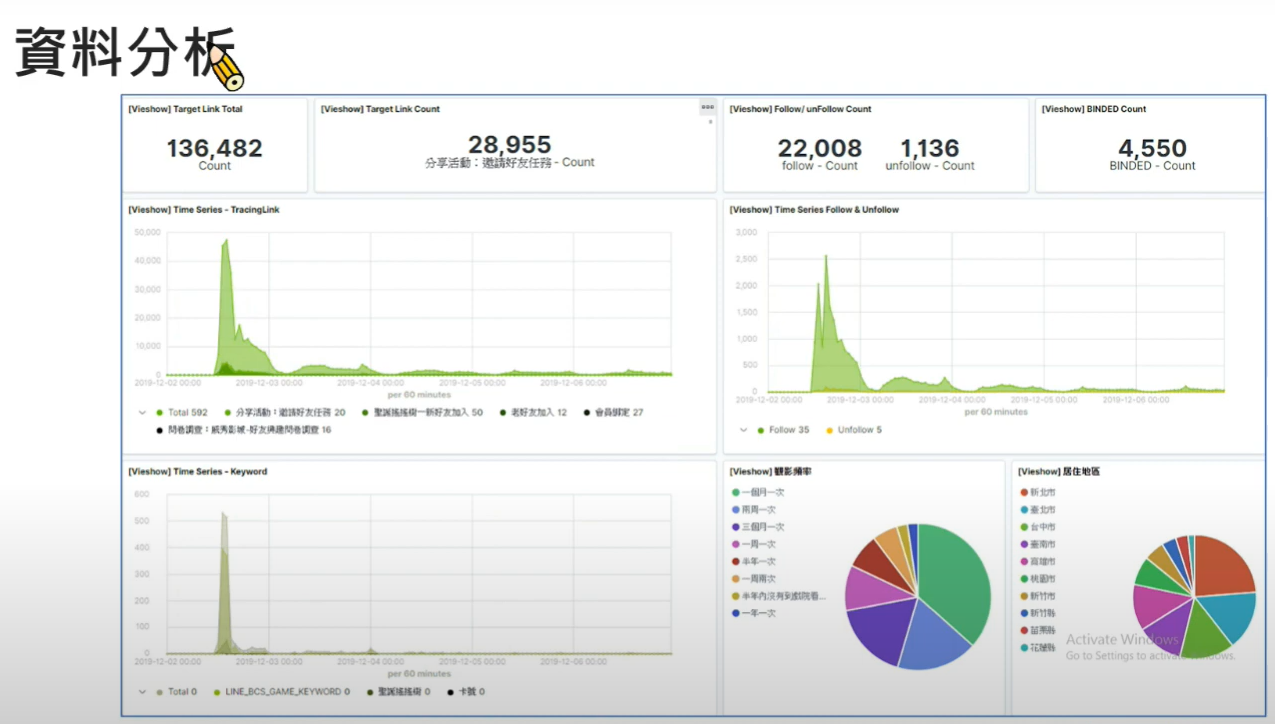 資料分析
[Vieshow] Target Link Total
136,482
Count
[Vieshow] Target Link Count
28,955
分享活動：邀請好友任務 - Count
[Vieshow] Follow/ unFollow Count
22,008
follow - Count
1,136
unfollow - Count
[Vieshow] BINDED Count
4,550
BINDED - Count
[Vieshow] Time Series - TracingLink
50,000
40,000
30,000
20,000
10,000
0
2019-12-02 00:00 2019-12-03 00:00 2019-12-04 00:00 2019-12-05 00:00 2019-12-06 00:00
per 60 minutes
Total 592 分享活動：邀請好友任務 20 聖誕搖搖樹—新好友加入 50 老好友加入 12 會員綁定 27
問卷調查：威秀影城-好友興趣問卷調查 16
[Vieshow] Time Series Follow & Unfollow
3,000
2,500
2,000
1,500
1,000
500
0
2019-12-02 00:00 2019-12-03 00:00 2019-12-04 00:00 2019-12-05 00:00 2019-12-06 00:00
per 60 minutes
Follow 35 Unfollow 5
[Vieshow] Time Series - Keyword
600
500
400
300
200
100
0
2019-12-02 00:00 2019-12-03 00:00 2019-12-04 00:00 2019-12-05 00:00 2019-12-06 00:00
per 60 minutes
Total 0 LINE_BCS_GAME_KEYWORD 0 聖誕搖搖樹 0 卡號 0
[Vieshow] 觀影頻率
一個月一次
兩周一次
三個月一次
一周一次
半年一次
一周兩次
半年內沒有到戲院看...
一年一次
[Vieshow] 居住地區
新北市
臺北市
台中市
臺南市
高雄市
桃園市
新竹市
新竹縣
苗栗縣
花蓮縣
Activate Windows
Go to Settings to activate Windows.